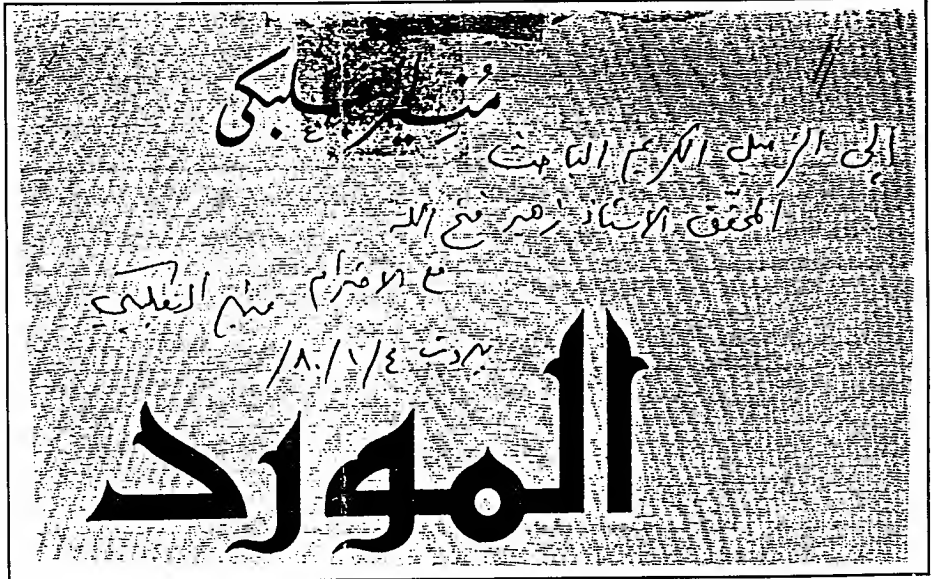 منير البعلبكي
إلى الزميل الكريم الباحث
المحقق الاستاذ زهير فتح الله
مع الاحترام منير البعلبكي
بيروت ٤/١/٨٠/
المورد